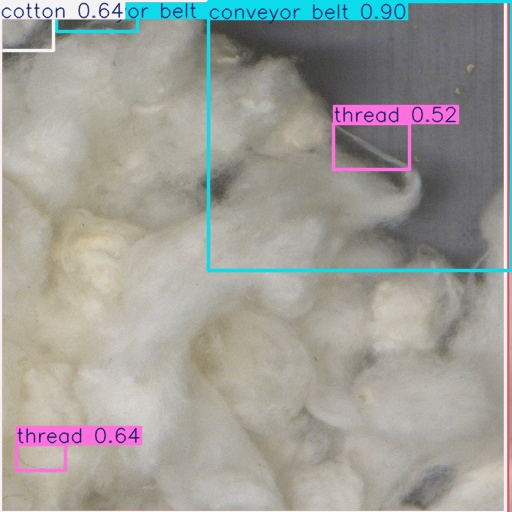 cotton 0.64
or belt
conveyor belt 0.90
thread 0.52
thread 0.64